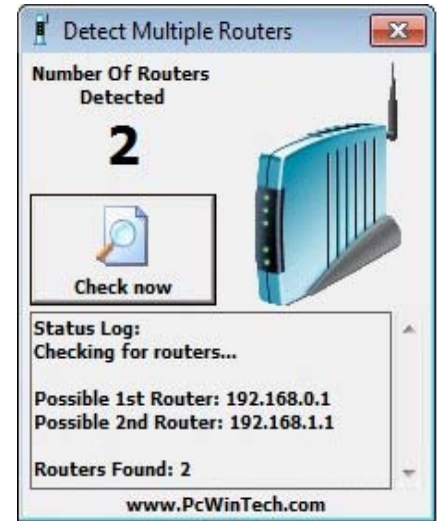 Detect Multiple Routers
Number Of Routers
Detected
2
Check now
Status Log:
Checking for routers...
Possible 1st Router: 192.168.0.1
Possible 2nd Router: 192.168.1.1
Routers Found: 2
www.PcWinTech.com